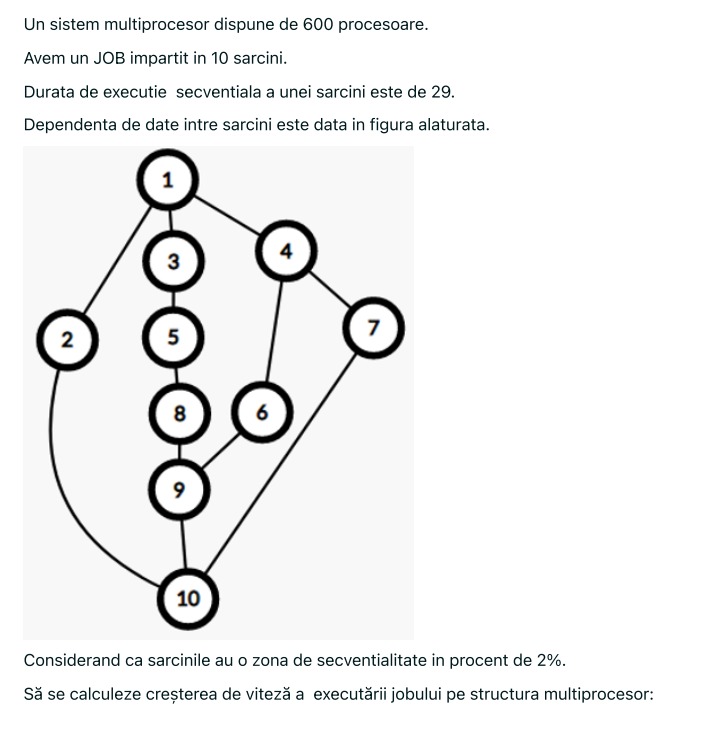 Un sistem multiprocesor dispune de 600 procesoare.
Avem un JOB impartit in 10 sarcini.
Durata de executie  secventiala a unei sarcini este de 29.
Dependenta de date intre sarcini este data in figura alaturata.
1
4
3
7
5
2
8
6
9
10
Considerand ca sarcinile au o zona de secventialitate in procent de 2%.
Să se calculeze creșterea de viteză a  executării jobului pe structura multiprocesor: